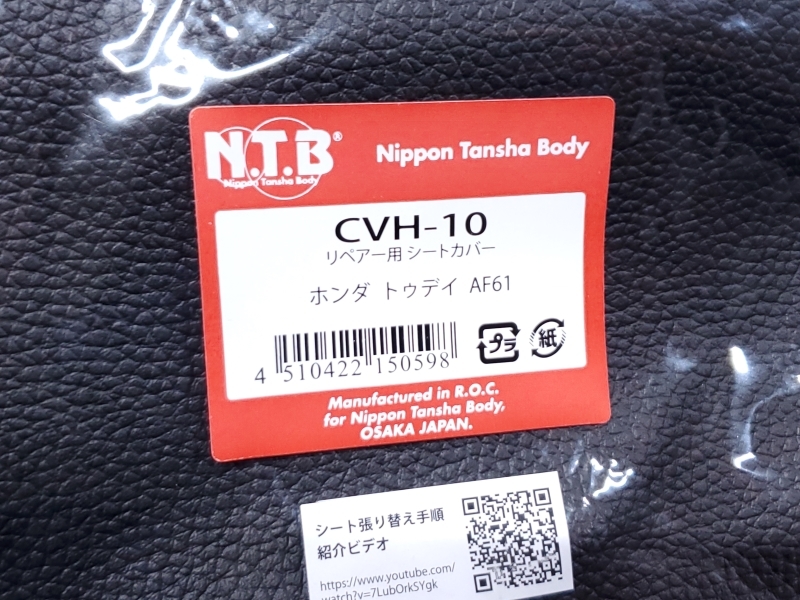 N.T.B®
Nippon Tansha Body
Nippon Tansha Body
CVH-10
リペアー用 シートカバー
ホンダ トゥデイ AF61
4 510422 150598
プラ
紙
Manufactured in R.O.C.
for Nippon Tansha Body,
OSAKA JAPAN.
シート張り替え手順
紹介ビデオ
https://www.youtube.com/
watch?v=7LubOrkSYgk